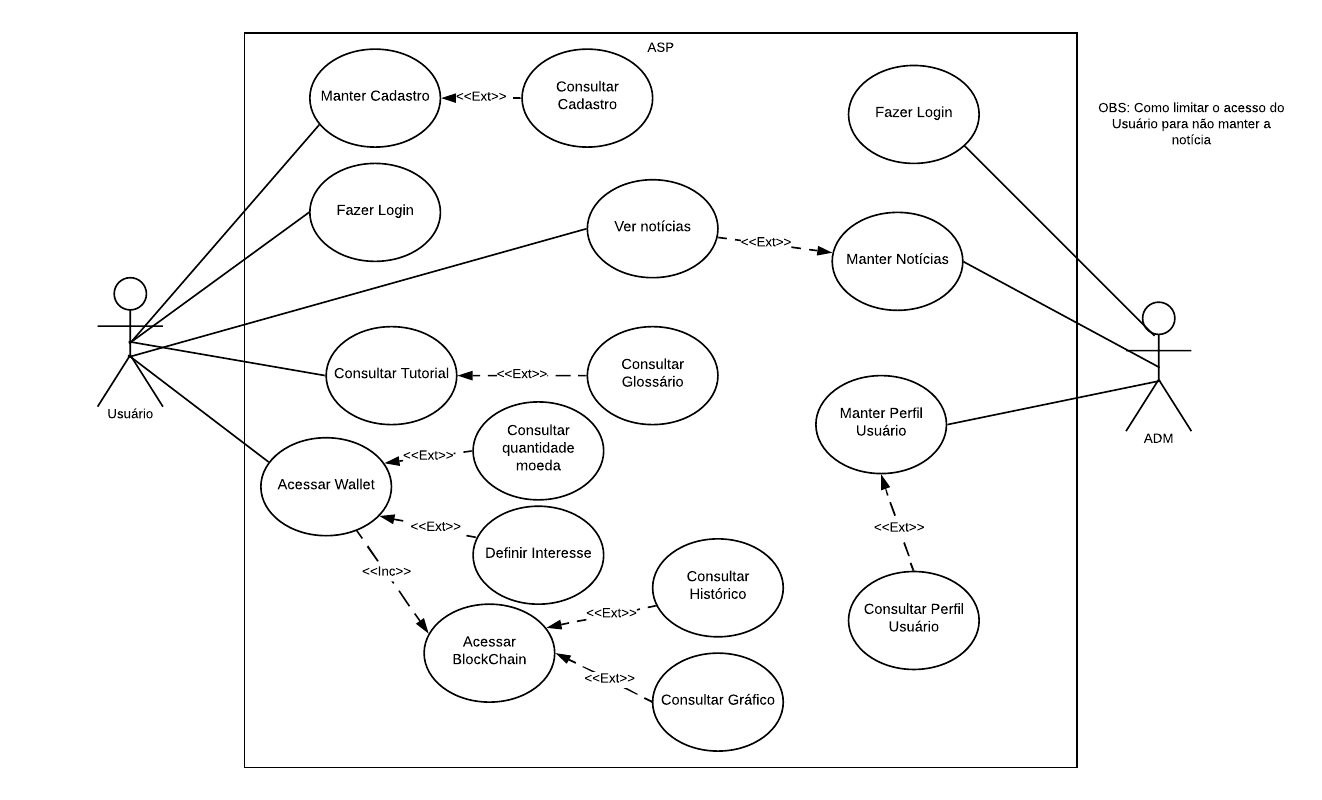 ASP
Manter Cadastro
<<Ext>>
Consultar
Cadastro
Fazer Login
OBS: Como limitar o acesso do
Usuário para não manter a
notícia
Fazer Login
Ver notícias
<<Ext>>
Manter Notícias
Usuário
Consultar Tutorial
<<Ext>>
Consultar
Glossário
Manter Perfil
Usuário
ADM
Consultar
quantidade
moeda
<<Ext>>
Acessar Wallet
<<Ext>>
Definir Interesse
<<Ext>>
<<Inc>>
Consultar
Histórico
<<Ext>>
Consultar Perfil
Usuário
Acessar
BlockChain
<<Ext>>
Consultar Gráfico